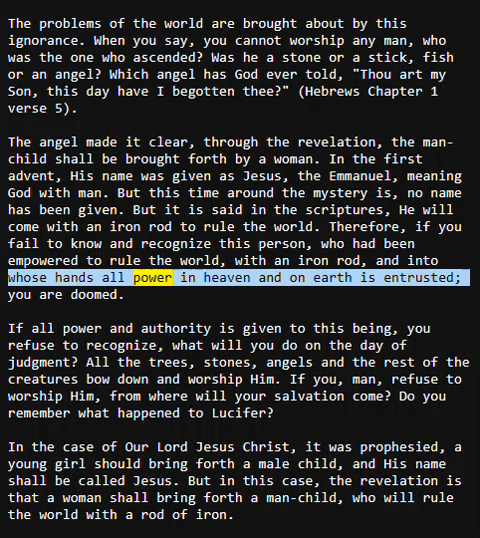 The problems of the world are brought about by this
ignorance. When you say, you cannot worship any man, who
was the one who ascended? Was he a stone or a stick, fish
or an angel? Which angel has God ever told, "Thou art my
Son, this day have I begotten thee?" (Hebrews Chapter 1
verse 5).
The angel made it clear, through the revelation, the man-
child shall be brought forth by a woman. In the first
advent, His name was given as Jesus, the Emmanuel, meaning
God with man. But this time around the mystery is, no name
has been given. But it is said in the scriptures, He will
come with an iron rod to rule the world. Therefore, if you
fail to know and recognize this person, who had been
empowered to rule the world, with an iron rod, and into
whose hands all power in heaven and on earth is entrusted;
you are doomed.
If all power and authority is given to this being, you
refuse to recognize, what will you do on the day of
judgment? All the trees, stones, angels and the rest of the
creatures bow down and worship Him. If you, man, refuse to
worship Him, from where will your salvation come? Do you
remember what happened to Lucifer?
In the case of Our Lord Jesus Christ, it was prophesied, a
young girl should bring forth a male child, and His name
shall be called Jesus. But in this case, the revelation is
that a woman shall bring forth a man-child, who will rule
the world with a rod of iron.